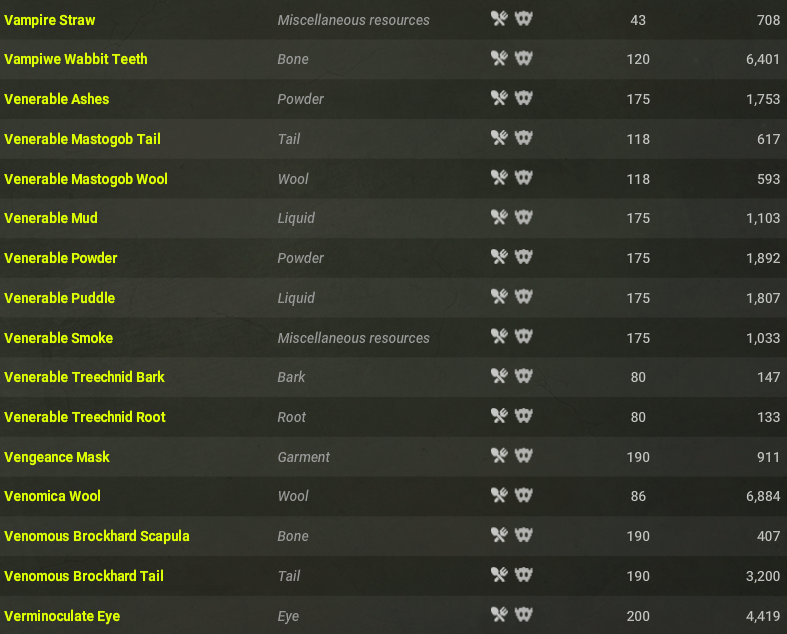 Vampire Straw Miscellaneous resources 43 708
Vampiwe Wabbit Teeth Bone 120 6,401
Venerable Ashes Powder 175 1,753
Venerable Mastogob Tail Tail 118 617
Venerable Mastogob Wool Wool 118 593
Venerable Mud Liquid 175 1,103
Venerable Powder Powder 175 1,892
Venerable Puddle Liquid 175 1,807
Venerable Smoke Miscellaneous resources 175 1,033
Venerable Treechnid Bark Bark 80 147
Venerable Treechnid Root Root 80 133
Vengeance Mask Garment 190 911
Venomica Wool Wool 86 6,884
Venomous Brockhard Scapula Bone 190 407
Venomous Brockhard Tail Tail 190 3,200
Verminoculate Eye Eye 200 4,419